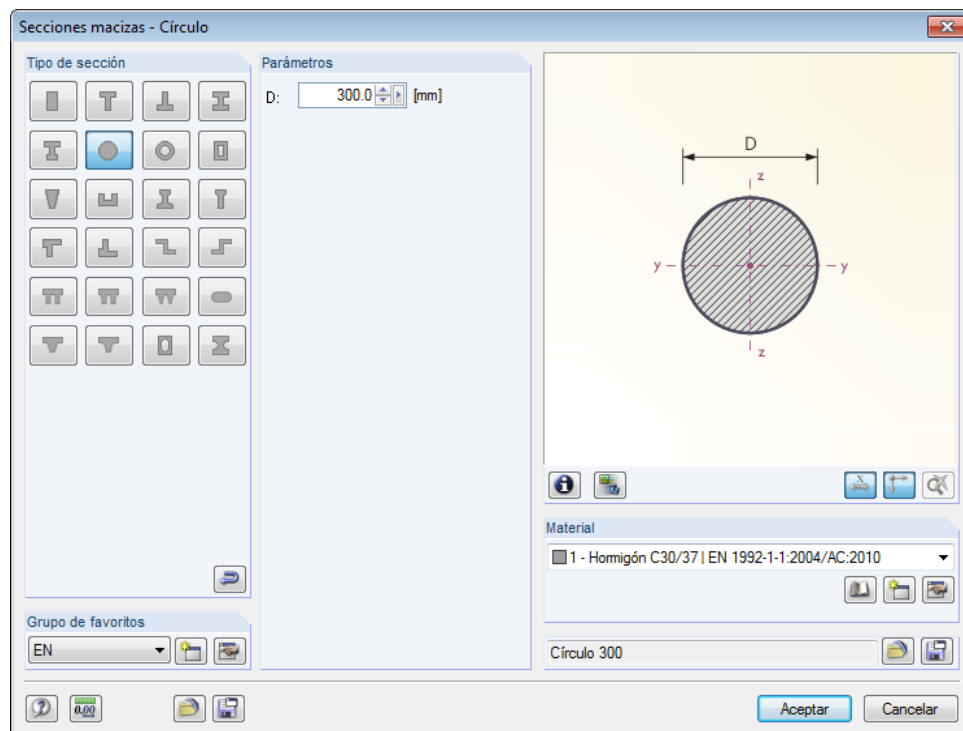 Secciones macizas - Círculo
Tipo de sección
Parámetros
D: 300.0 [mm]
D
z
y
y
z
Material
1 - Hormigón C30/37 | EN 1992-1-1:2004/AC:2010
Grupo de favoritos
EN
Círculo 300
0.00
Aceptar
Cancelar